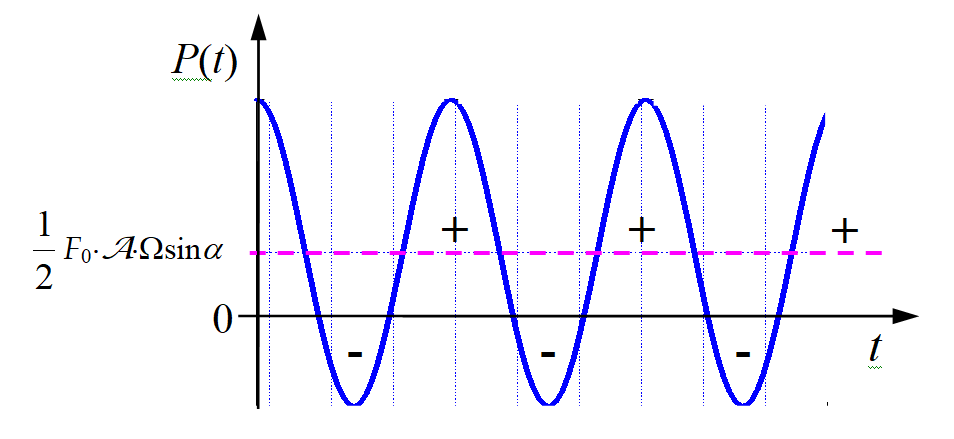 P(t)
+ + +
½ F₀·𝒜·Ωsinα
0
- - -
t